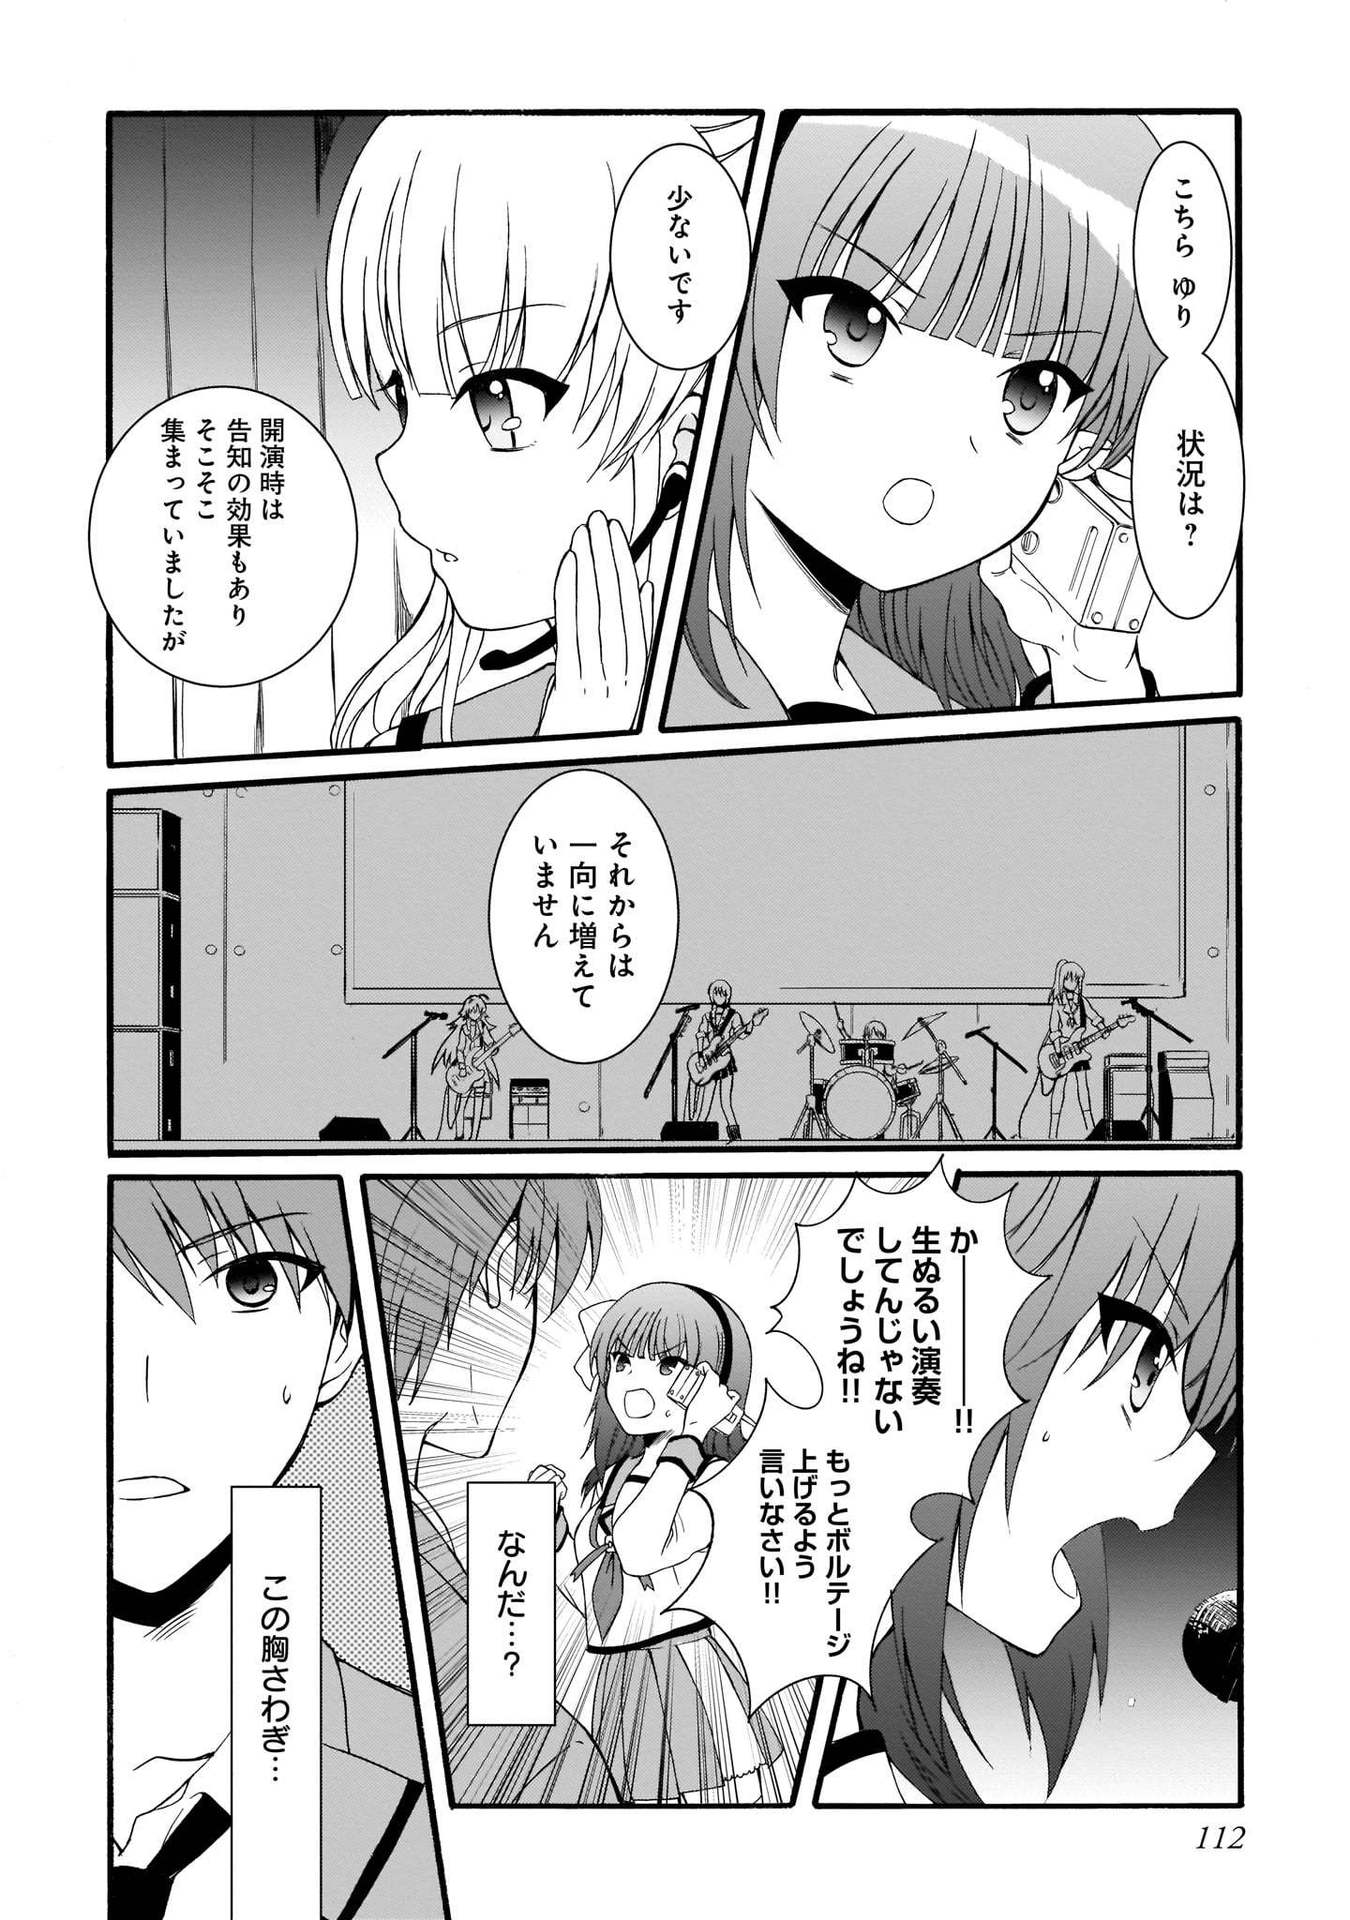 こちら ゆり
状況は?
少ないです
開演時は
告知の効果もあり
そこそこ
集まっていましたが
それからは
一向に増えて
いません
かーーー!!
生ぬるい演奏
してんじゃない
でしょうね!!
もっとボルテージ
上げるよう
言いなさい!!
なんだ……?
この胸さわぎ…
112